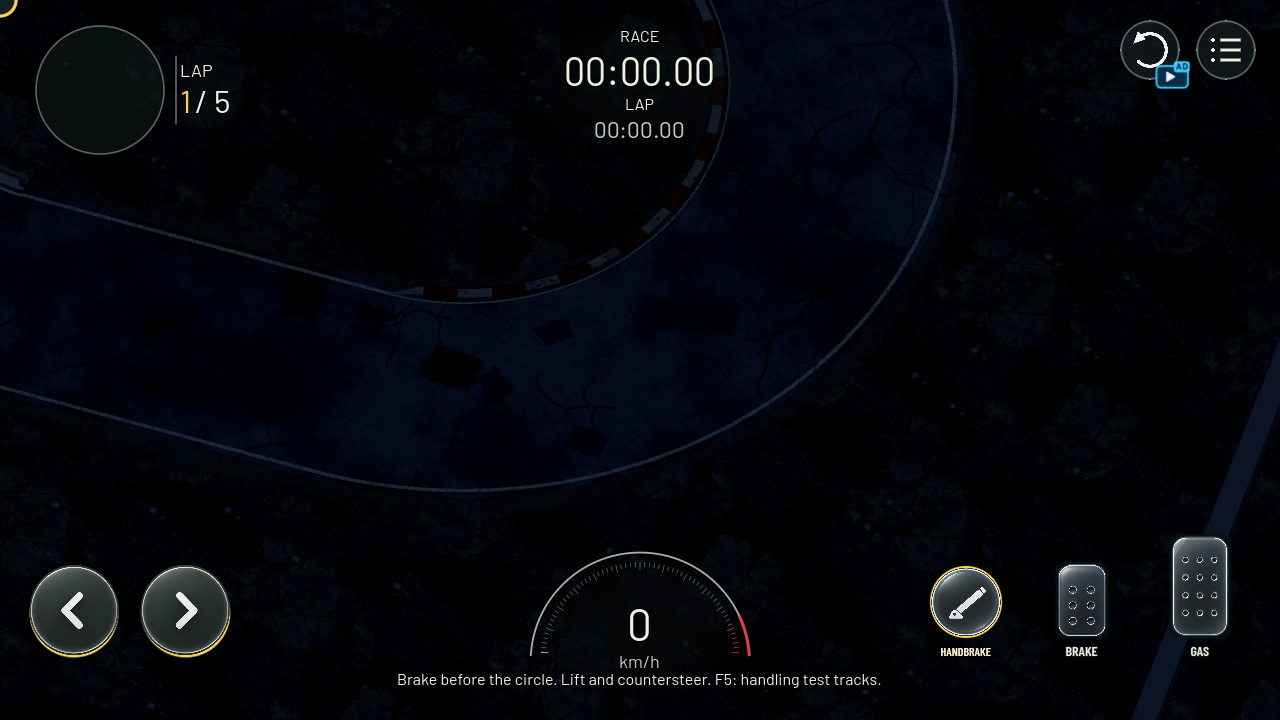 RACE
00:00.00
LAP
00:00.00
LAP
1/ 5
AD
0
km/h
HANDBRAKE
BRAKE
GAS
Brake before the circle. Lift and countersteer. F5: handling test tracks.